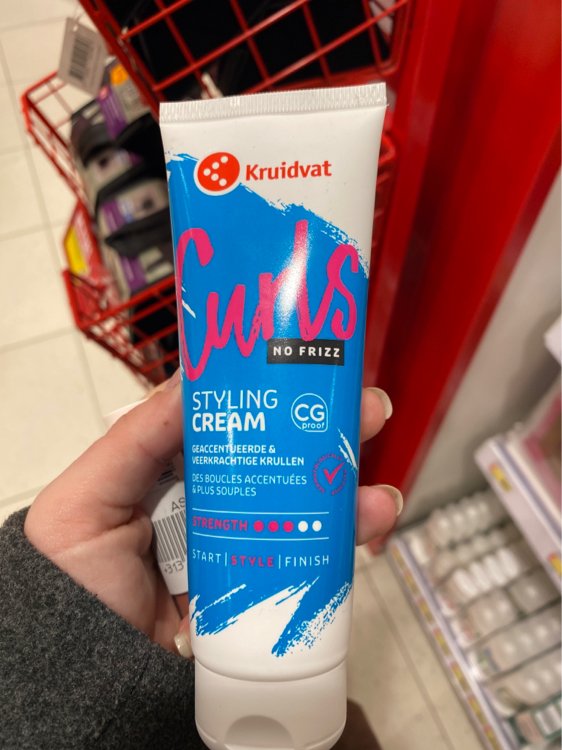 Kruidvat
Curls
NO FRIZZ
STYLING
CREAM
CG
proof
GEACCENTUEERDE &
VEERKRACHTIGE KRULLEN
DES BOUCLES ACCENTUÉES
& PLUS SOUPLES
STRENGTH
START | STYLE | FINISH